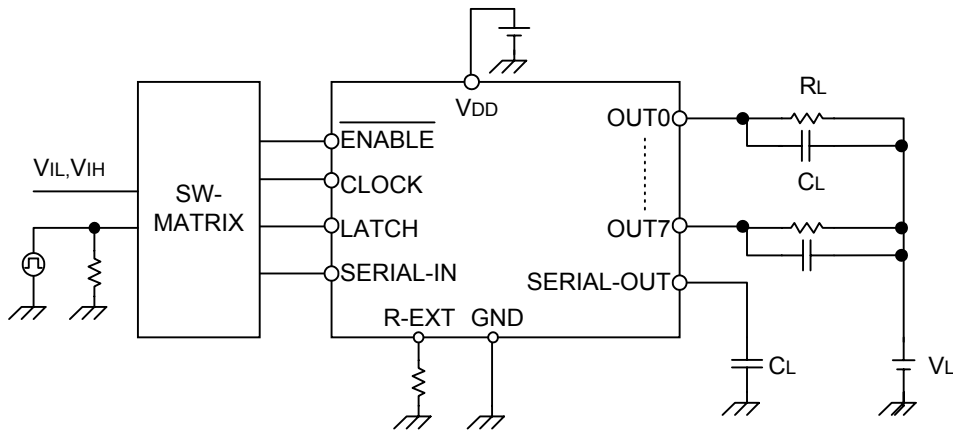 VDD
VIL,VIH
SW-
MATRIX
ENABLE
CLOCK
LATCH
SERIAL-IN
R-EXT
GND
OUT0
OUT7
SERIAL-OUT
RL
CL
CL
VL